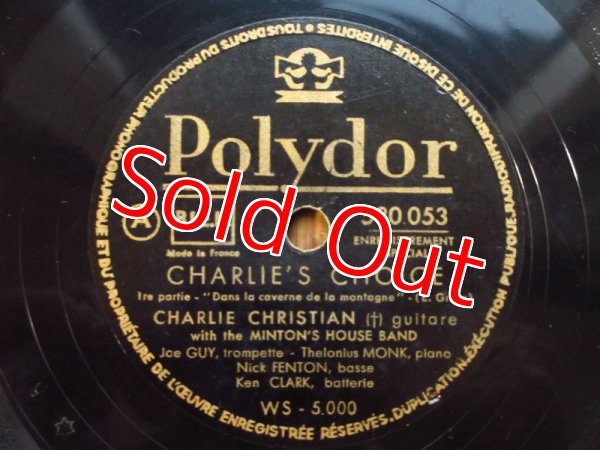 TOUS DROITS DU PRODUCTEUR PHONOGRAPHIQUE ET DU PROPRIÉTAIRE DE L'ŒUVRE ENREGISTRÉE RÉSERVÉS. DUPLICATION-EXÉCUTION PUBLIQUE-RADIODIFFUSION DE CE DISQUE INTERDITES
Polydor
Sold Out
A
580.053
Made in France
ENREGISTREMENT
CHARLIE'S CHOICE
1re partie - "Dans la caverne de la montagne" -
CHARLIE CHRISTIAN (†) guitare
with the MINTON'S HOUSE BAND
Joe GUY, trompette - Thelonius MONK, piano
Nick FENTON, basse
Ken CLARK, batterie
WS - 5.000